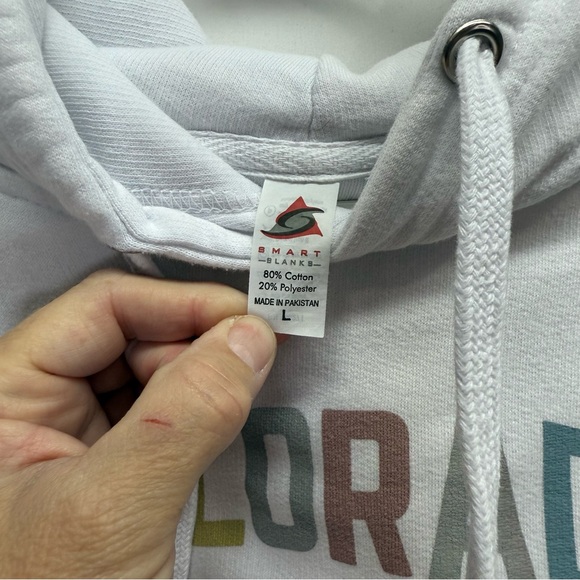 SMART
BLANKS
80% Cotton
20% Polyester
MADE IN PAKISTAN
L
LORAD